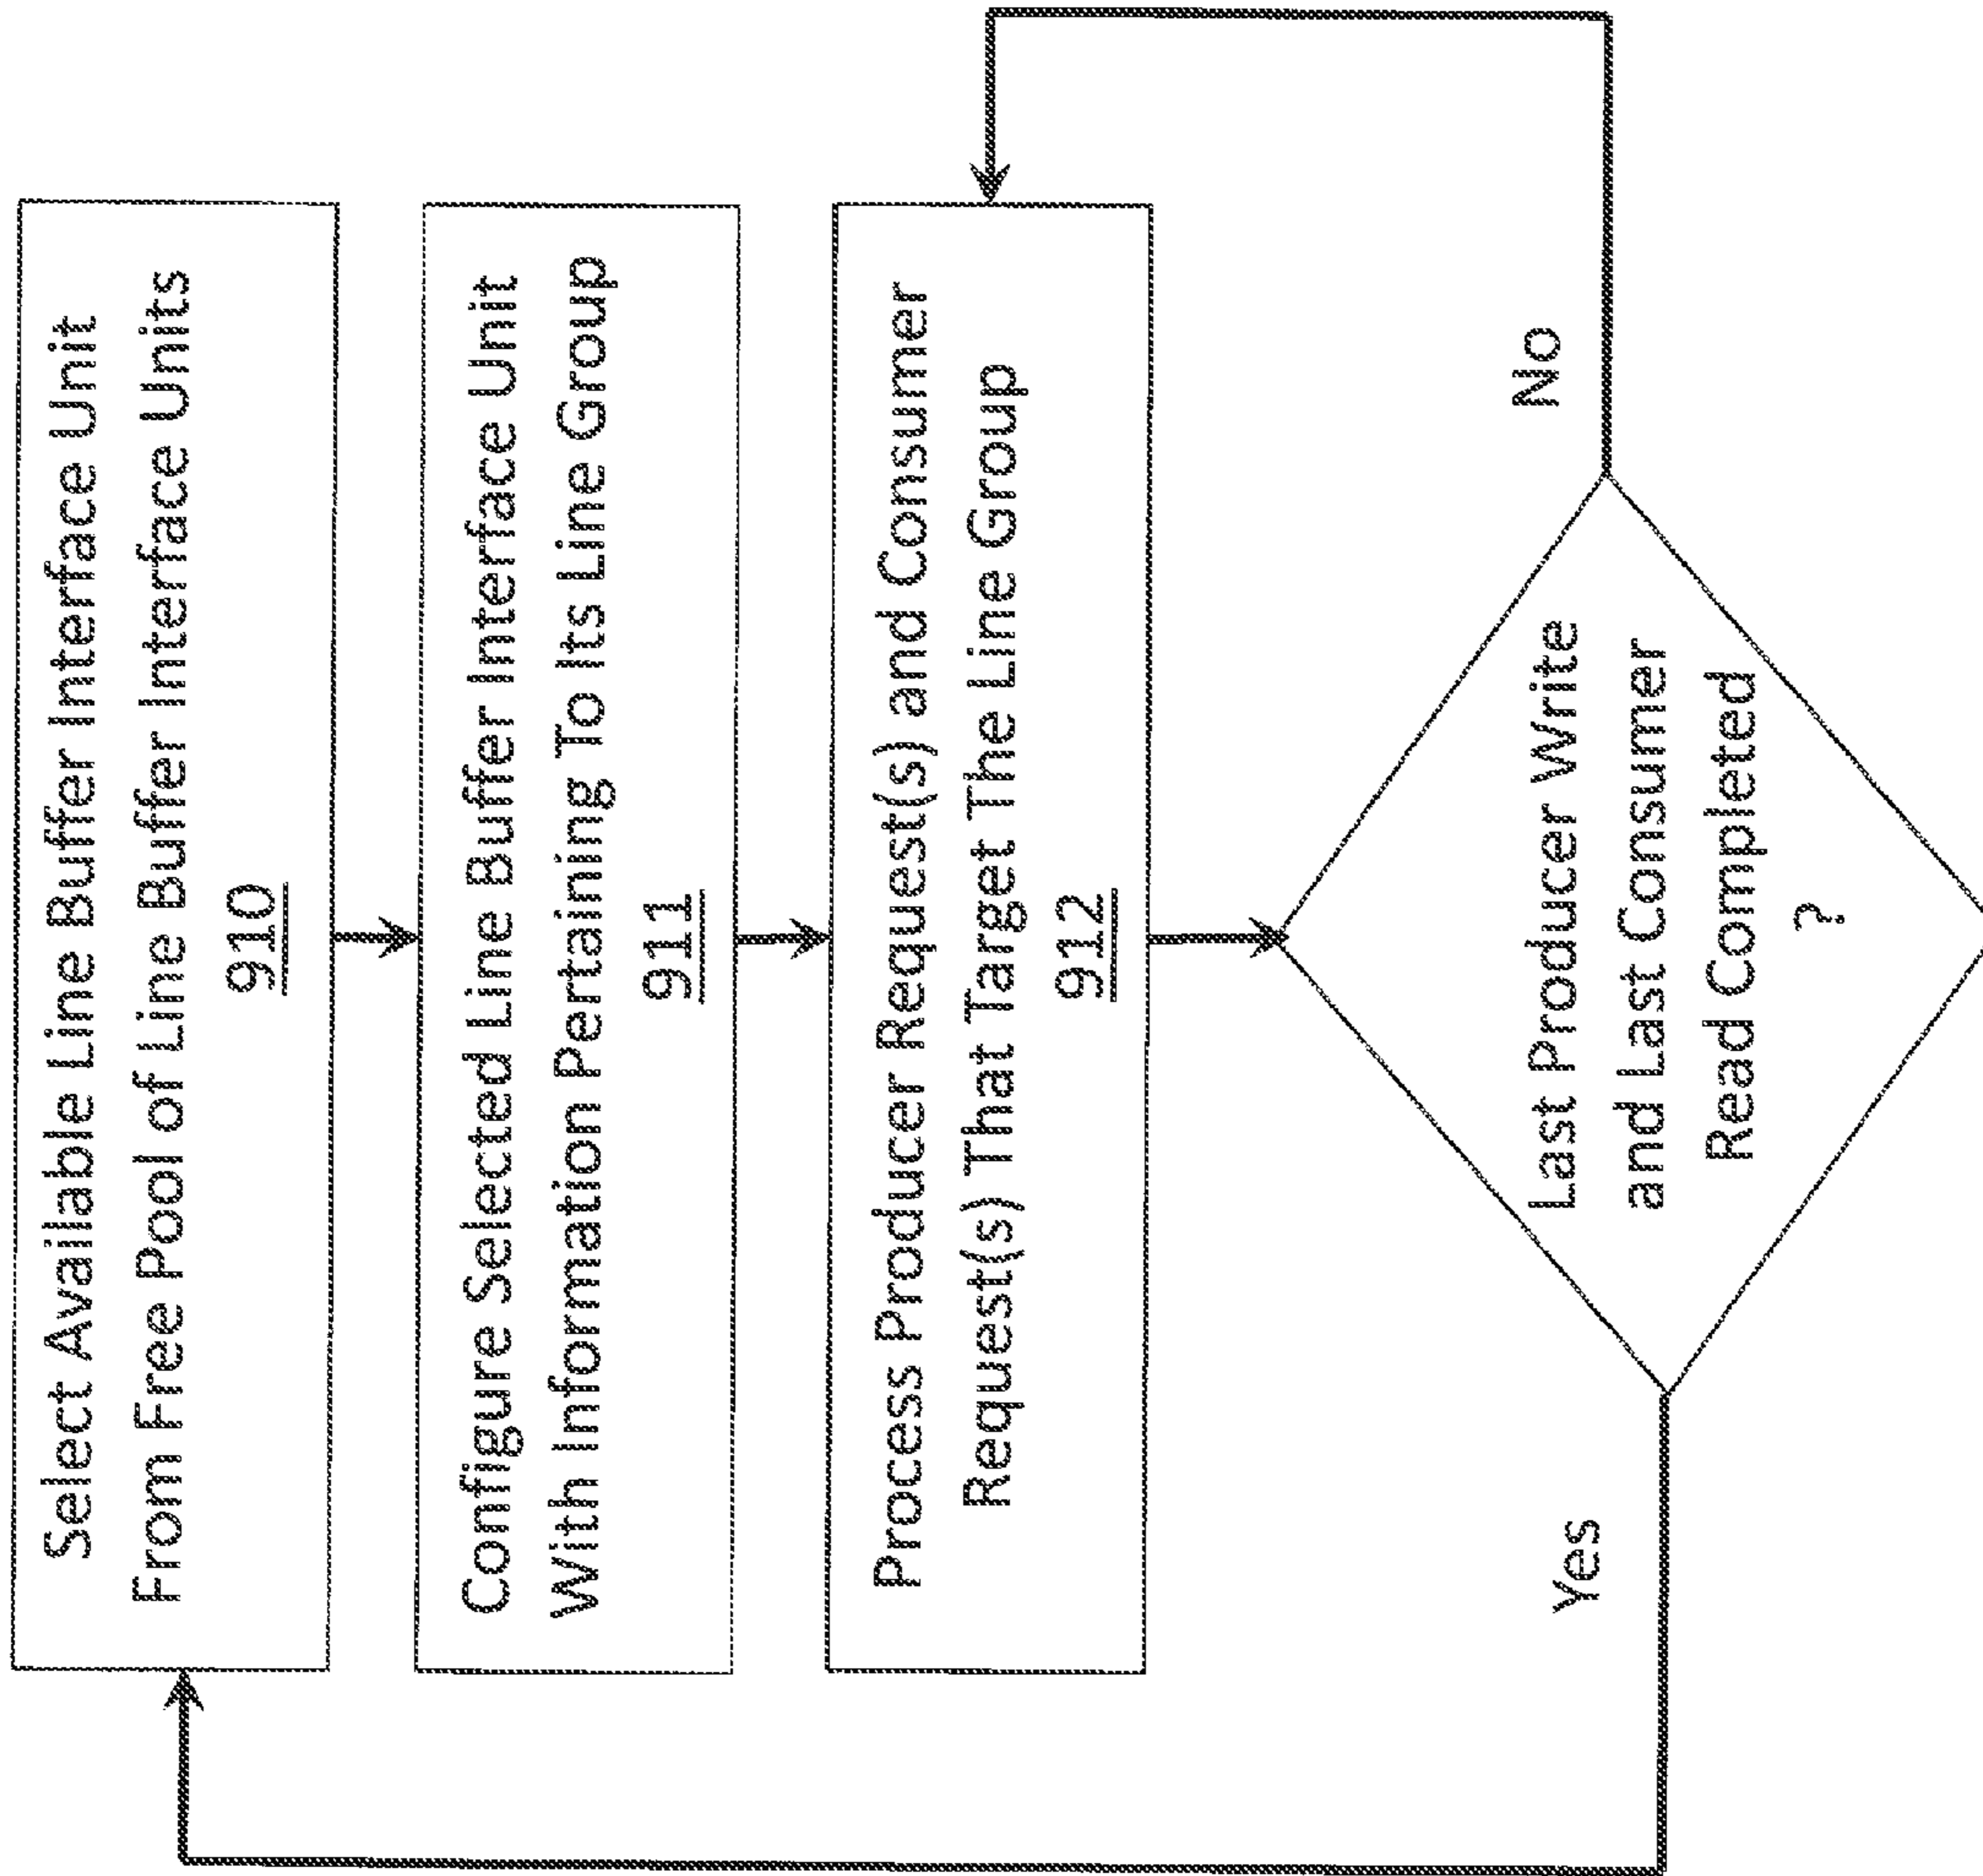 Select Available Line Buffer Interface Unit
From Free Pool of Line Buffer Interface Units
910
Configure Selected Line Buffer Interface Unit
With Information Pertaining To Its Line Group
911
Process Producer Request(s) and Consumer
Request(s) That Target The Line Group
912
Last Producer Write
and Last Consumer
Read Completed
?
Yes
No